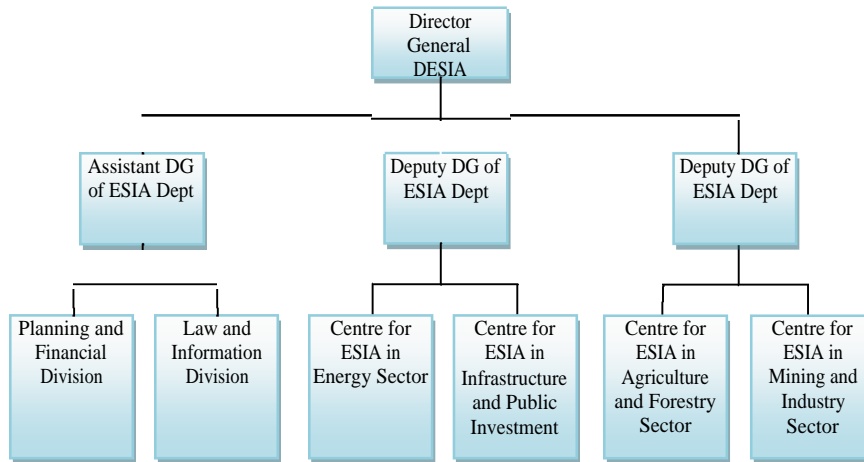 Director
General
DESIA
Assistant DG
of ESIA Dept
Deputy DG of
ESIA Dept
Deputy DG of
ESIA Dept
Planning and
Financial
Division
Law and
Information
Division
Centre for
ESIA in
Energy Sector
Centre for
ESIA in
Infrastructure
and Public
Investment
Centre for
ESIA in
Agriculture
and Forestry
Sector
Centre for
ESIA in
Mining and
Industry
Sector